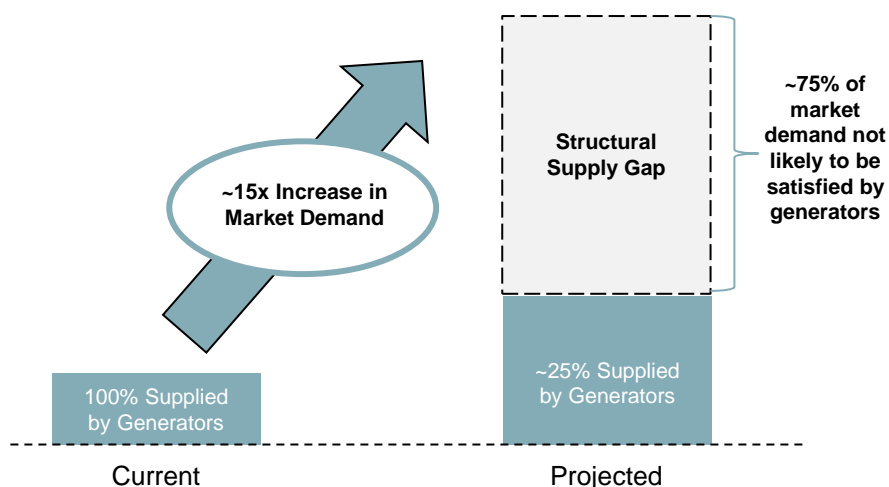 ~15x Increase in
Market Demand
100% Supplied
by Generators
Current
Structural
Supply Gap
~25% Supplied
by Generators
Projected
~75% of
market
demand not
likely to be
satisfied by
generators